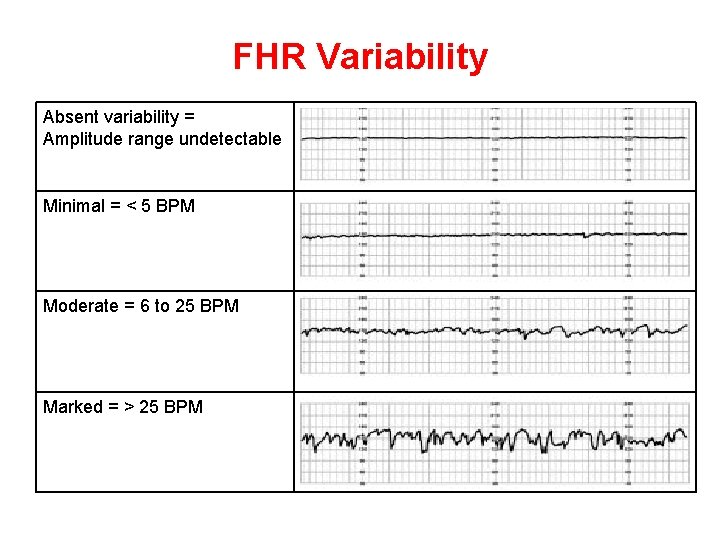 FHR Variability
Absent variability =
Amplitude range undetectable
Minimal = < 5 BPM
Moderate = 6 to 25 BPM
Marked = > 25 BPM